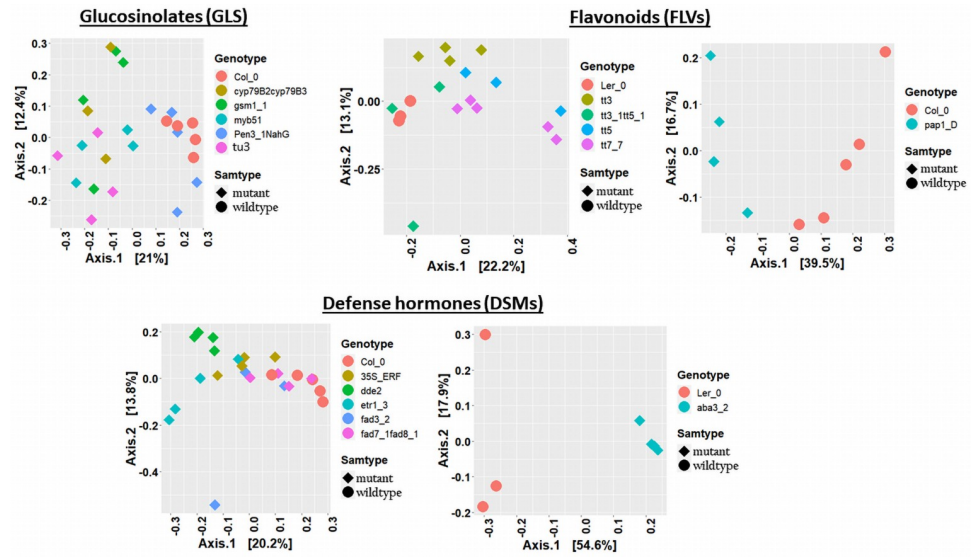 Glucosinolates (GLS)
0.3
0.2
0.1
0.0
-0.1
-0.2
Axis.2 [12.4%]
-0.3
-0.2
-0.1
0.0
0.1
0.2
0.3
Axis.1 [21%]
Genotype
Col_0
cyp79B2cyp79B3
gsm1_1
myb51
Pen3_1NahG
tu3
Samtype
mutant
wildtype
Flavonoids (FLVs)
0.00
-0.25
Axis.2 [13.1%]
-0.2
0.0
0.2
0.4
Axis.1 [22.2%]
Genotype
Ler_0
tt3
tt3_1tt5_1
tt5
tt7_7
Samtype
mutant
wildtype
0.2
0.1
0.0
-0.1
Axis.2 [16.7%]
-0.2
-0.1
0.0
0.1
0.2
0.3
Axis.1 [39.5%]
Genotype
Col_0
pap1_D
Samtype
mutant
wildtype
Defense hormones (DSMs)
0.2
0.0
-0.2
-0.4
Axis.2 [13.8%]
-0.3
-0.2
-0.1
0.0
0.1
0.2
0.3
Axis.1 [20.2%]
Genotype
Col_0
35S_ERF
dde2
etr1_3
fad3_2
fad7_1fad8_1
Samtype
mutant
wildtype
0.3
0.2
0.1
0.0
-0.1
-0.2
Axis.2 [17.9%]
-0.3
-0.2
-0.1
0.0
0.1
0.2
Axis.1 [54.6%]
Genotype
Ler_0
aba3_2
Samtype
mutant
wildtype